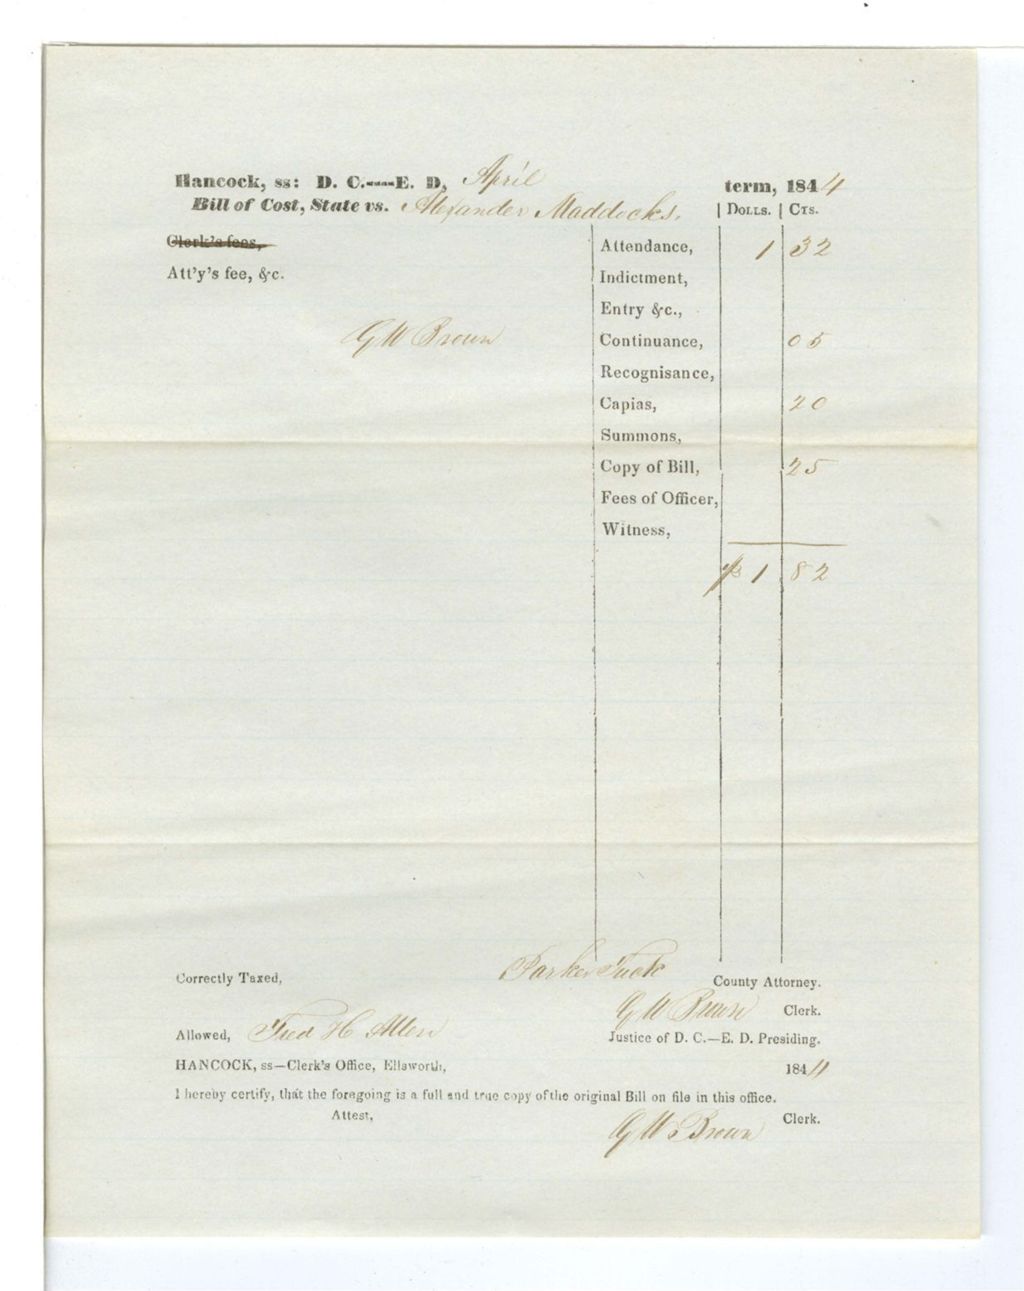 Hancock, ss: D. C.----E. D, April term, 1844
Bill of Cost, State vs. Alexander Maddocks. | Dolls. | Cts.
Clerk's fees, Attendance, 1 32
Att'y's fee, &c. Indictment,
Entry &c.,
G W Brown Continuance, 05
Recognisance,
Capias, 20
Summons,
Copy of Bill, 25
Fees of Officer,
Witness,
$ 1 82
Correctly Taxed, Parker Tuck County Attorney.
G W Brown Clerk.
Allowed, Fred H Allen Justice of D. C.—E. D. Presiding.
HANCOCK, ss—Clerk's Office, Ellsworth, 1844
I hereby certify, that the foregoing is a full and true copy of the original Bill on file in this office.
Attest, G W Brown Clerk.